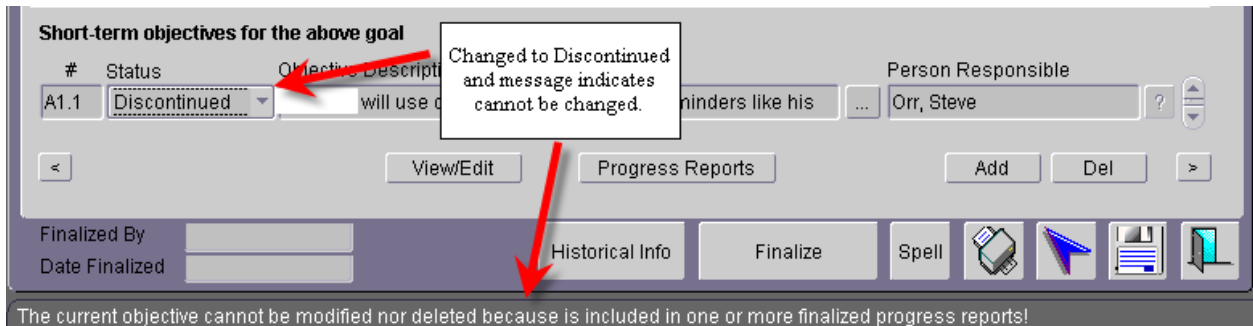 Short-term objectives for the above goal
Changed to Discontinued
and message indicates
cannot be changed.
# Status Objective Descripti Person Responsible
A1.1 Discontinued will use minders like his ... Orr, Steve ?
< View/Edit Progress Reports Add Del >
Finalized By
Date Finalized
Historical Info Finalize Spell
The current objective cannot be modified nor deleted because is included in one or more finalized progress reports!